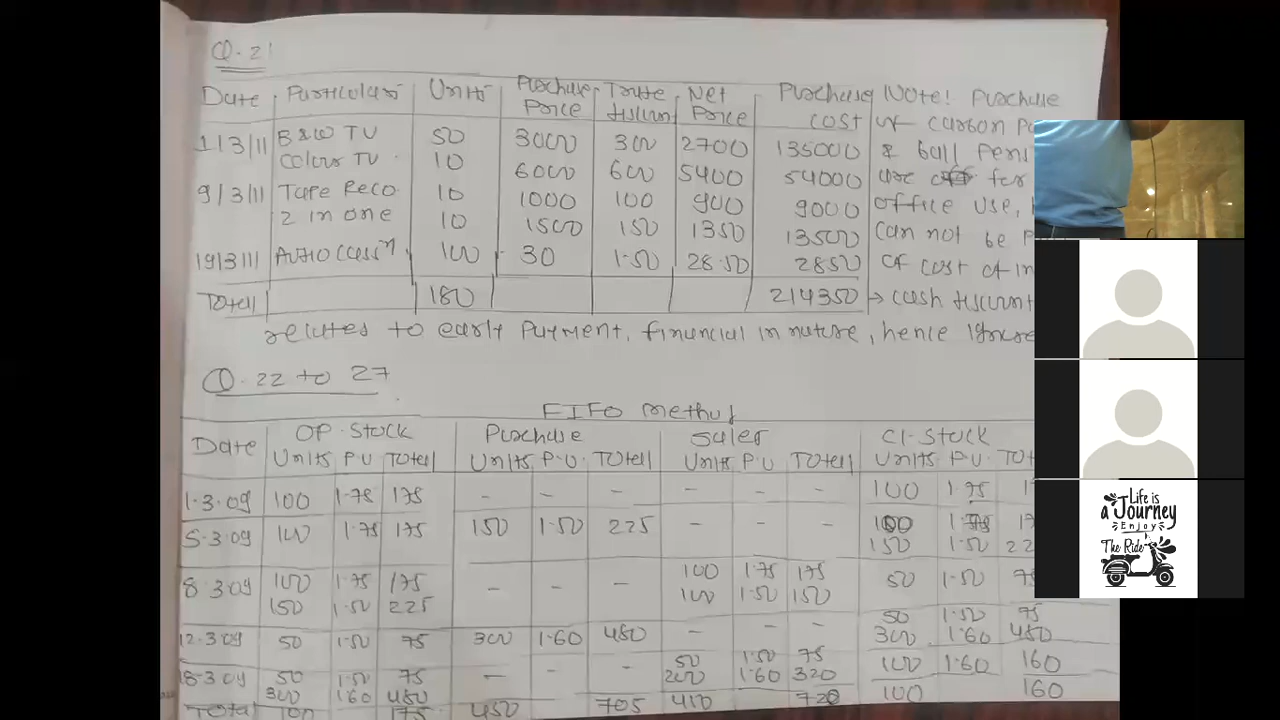 Q.21
Date Particulars Units Purchase Price Trade discount Net Price Purchase cost Note: Purchase
of carbon
1/3/11 B&W TV 50 3000 300 2700 135000 & ball pens
Colour TV 10 6000 600 5400 54000 are for
9/3/11 Tape Reco. 10 1000 100 900 9000 office use,
2 in one 10 1500 150 1350 13500 can not be
19/3/11 Audio 100 30 1.50 28.50 2850 of cost of
Total 180 214350 → cash discount
relates to early payment, financial in nature, hence
Q.22 to 27
FIFO method
Date OP.Stock Purchase Sales Cl.Stock
Units P.U Total Units P.U. Total Units P.U Total Units P.U.
1.3.09 100 1.75 175 - - - - - - 100 1.75
5.3.09 100 1.75 175 150 1.50 225 - - - 100
150 1.50
8.3.09 100 1.75 175 - - - 100 1.75 175 50 1.50
150 1.50 225 100 1.50 150
50 1.50 75
12.3.09 50 1.50 75 300 1.60 480 - - - 300 1.60 480
18.3.09 50 1.50 75 - - - 50 1.50 75 100 1.60 160
300 1.60 480 200 1.60 320
Total 100 175 450 705 720 100 160
Life is
a Journey
Enjoy
The Ride